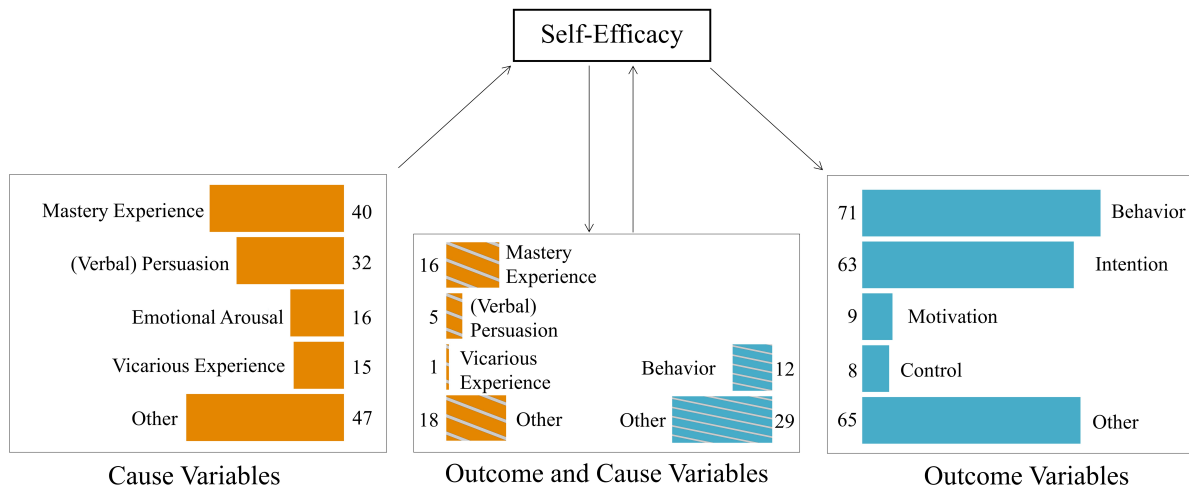 Self-Efficacy
Mastery Experience 40
(Verbal) Persuasion 32
Emotional Arousal 16
Vicarious Experience 15
Other 47
Cause Variables
16 Mastery
Experience
5 (Verbal)
Persuasion
1 Vicarious
Experience
18 Other
Behavior 12
Other 29
Outcome and Cause Variables
71 Behavior
63 Intention
9 Motivation
8 Control
65 Other
Outcome Variables